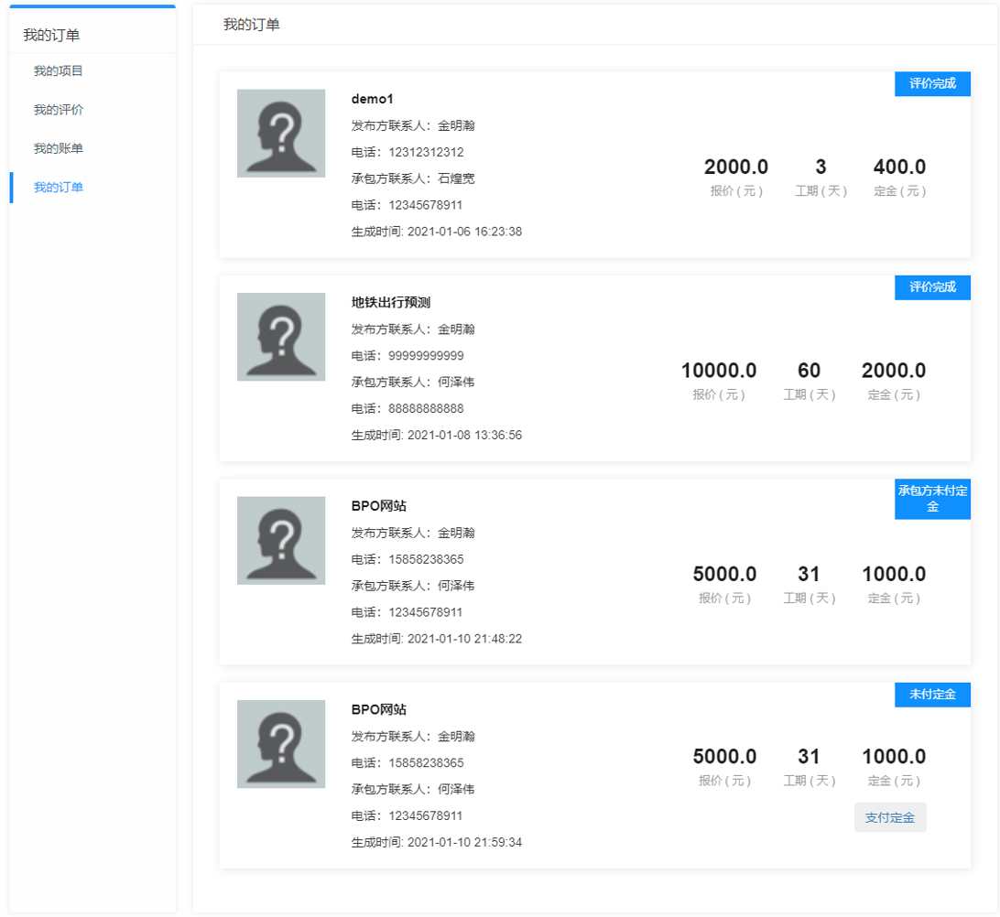 我的订单
我的项目
我的评价
我的账单
我的订单
我的订单
评价完成
demo1
发布方联系人：金明瀚
电话：12312312312
承包方联系人：石煌宽
电话：12345678911
生成时间: 2021-01-06 16:23:38
2000.0 3 400.0
报价 ( 元 ) 工期 ( 天 ) 定金 ( 元 )
评价完成
地铁出行预测
发布方联系人：金明瀚
电话：99999999999
承包方联系人：何泽伟
电话：88888888888
生成时间: 2021-01-08 13:36:56
10000.0 60 2000.0
报价 ( 元 ) 工期 ( 天 ) 定金 ( 元 )
承包方未付定
金
BPO网站
发布方联系人：金明瀚
电话：15858238365
承包方联系人：何泽伟
电话：12345678911
生成时间: 2021-01-10 21:48:22
5000.0 31 1000.0
报价 ( 元 ) 工期 ( 天 ) 定金 ( 元 )
未付定金
BPO网站
发布方联系人：金明瀚
电话：15858238365
承包方联系人：何泽伟
电话：12345678911
生成时间: 2021-01-10 21:59:34
5000.0 31 1000.0
报价 ( 元 ) 工期 ( 天 ) 定金 ( 元 )
支付定金